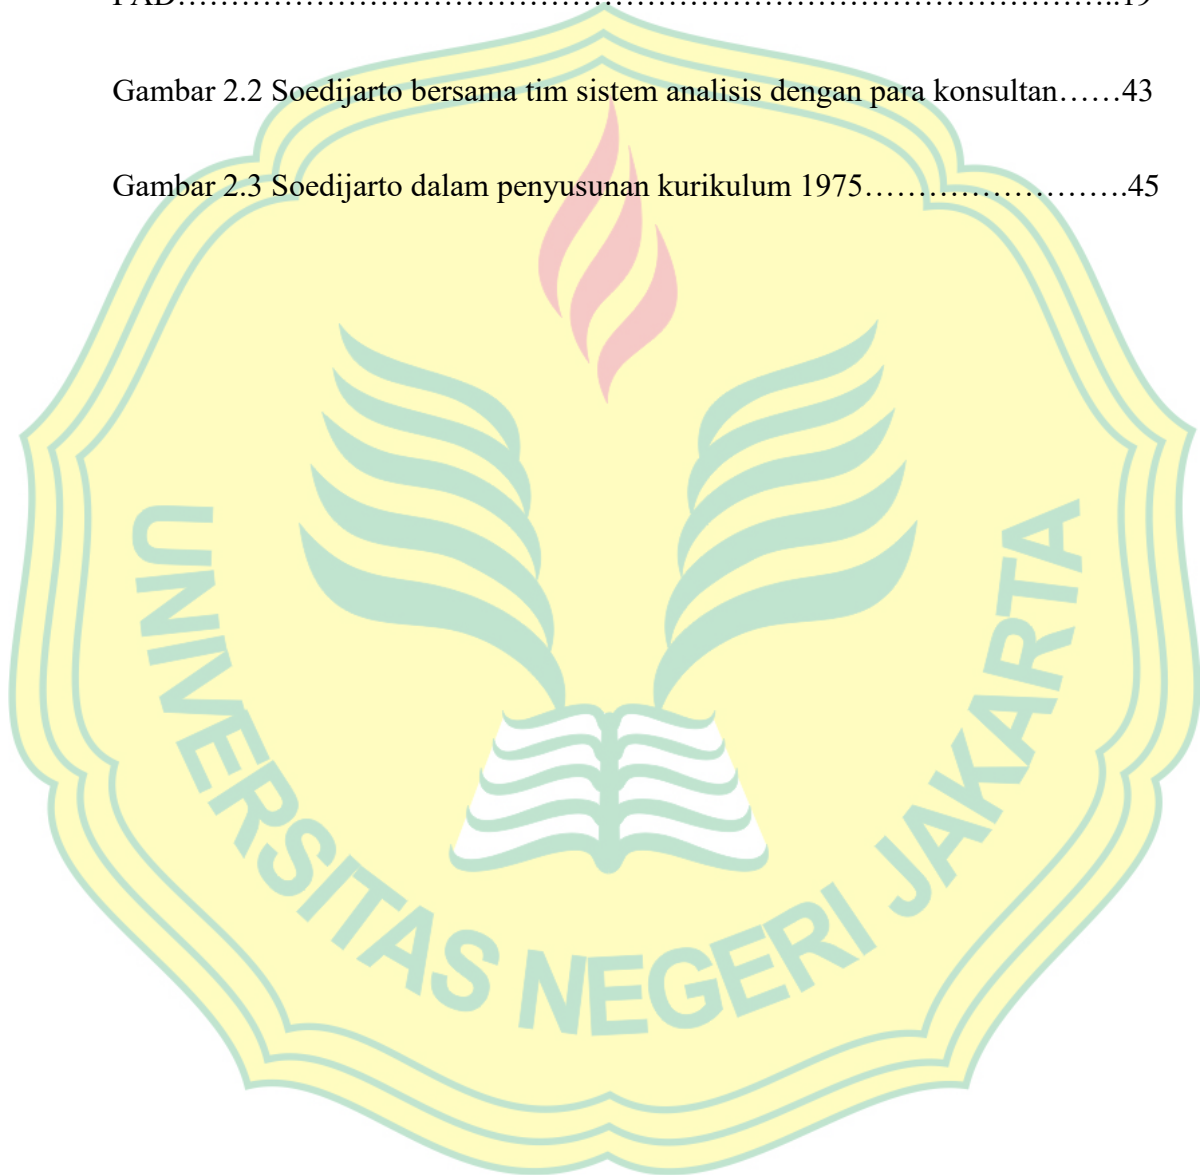 Gambar 2.2 Soedijarto bersama tim sistem analisis dengan para konsultan……43
Gambar 2.3 Soedijarto dalam penyusunan kurikulum 1975…………………….45
UNIVERSITAS NEGERI JAKARTA